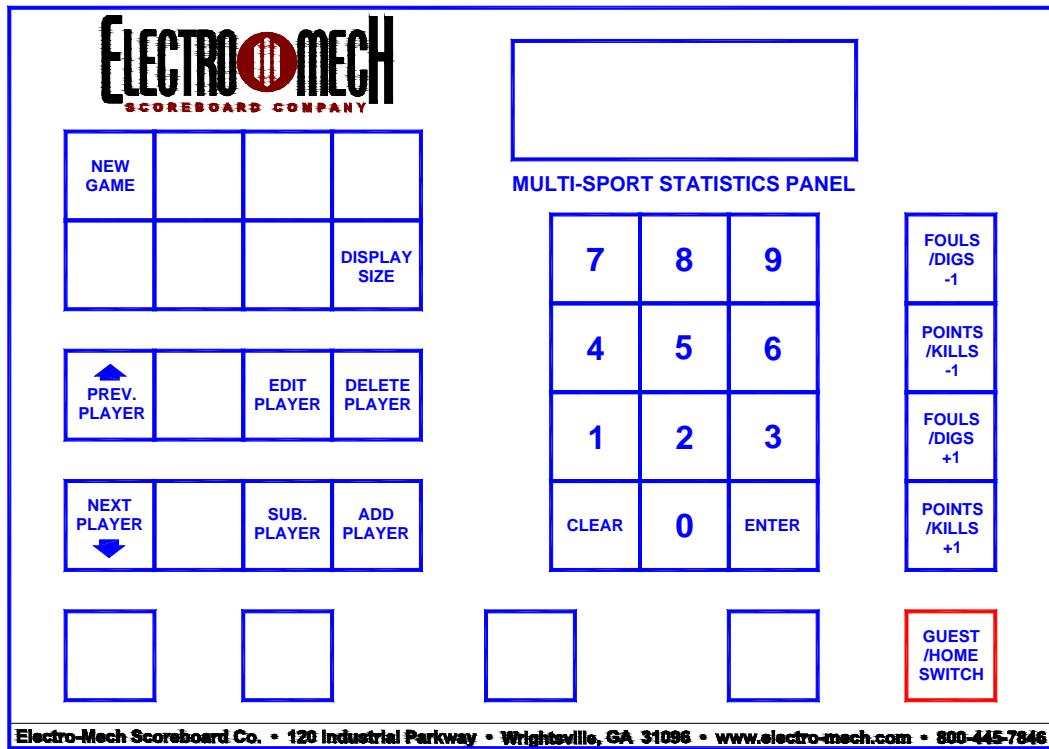 ELECTRO MECH
SCOREBOARD COMPANY
MULTI-SPORT STATISTICS PANEL
NEW
GAME
DISPLAY
SIZE
PREV.
PLAYER
EDIT
PLAYER
DELETE
PLAYER
NEXT
PLAYER
SUB.
PLAYER
ADD
PLAYER
7 8 9
4 5 6
1 2 3
CLEAR 0 ENTER
FOULS
/DIGS
-1
POINTS
/KILLS
-1
FOULS
/DIGS
+1
POINTS
/KILLS
+1
GUEST
/HOME
SWITCH
Electro-Mech Scoreboard Co. • 120 Industrial Parkway • Wrightsville, GA 31096 • www.electro-mech.com • 800-445-7846